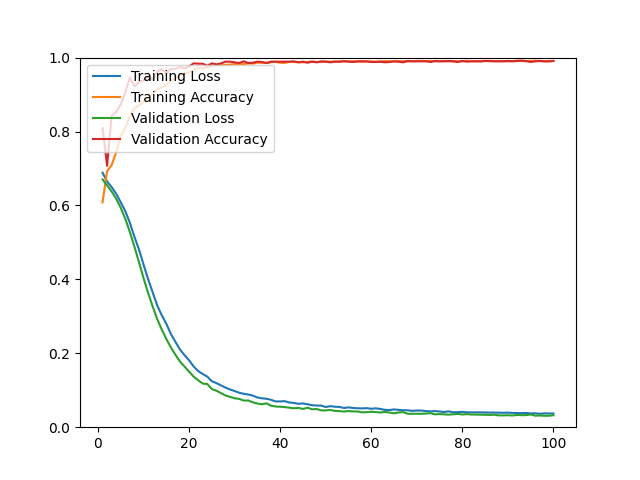 1.0
0.8
0.6
0.4
0.2
0.0
Training Loss
Training Accuracy
Validation Loss
Validation Accuracy
0 20 40 60 80 100